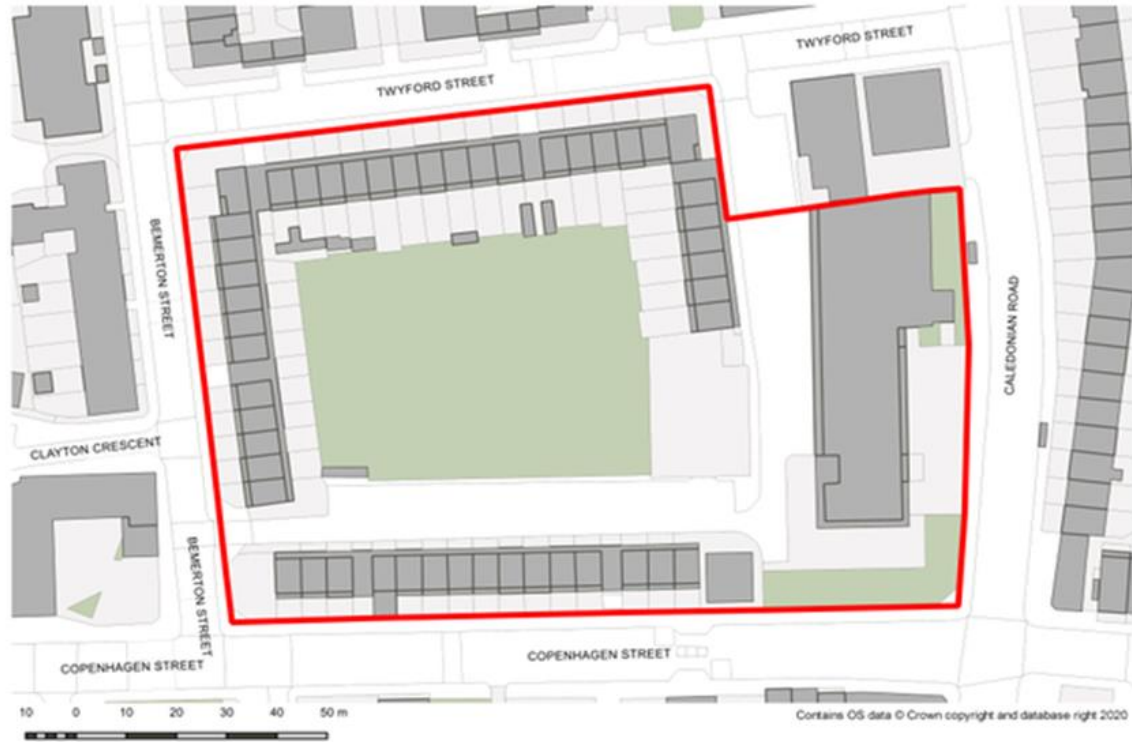 TWYFORD STREET
TWYFORD STREET
BEMERTON STREET
CALEDONIAN ROAD
CLAYTON CRESCENT
BEMERTON STREET
COPENHAGEN STREET
COPENHAGEN STREET
10 0 10 20 30 40 50 m
Contains OS data © Crown copyright and database right 2020